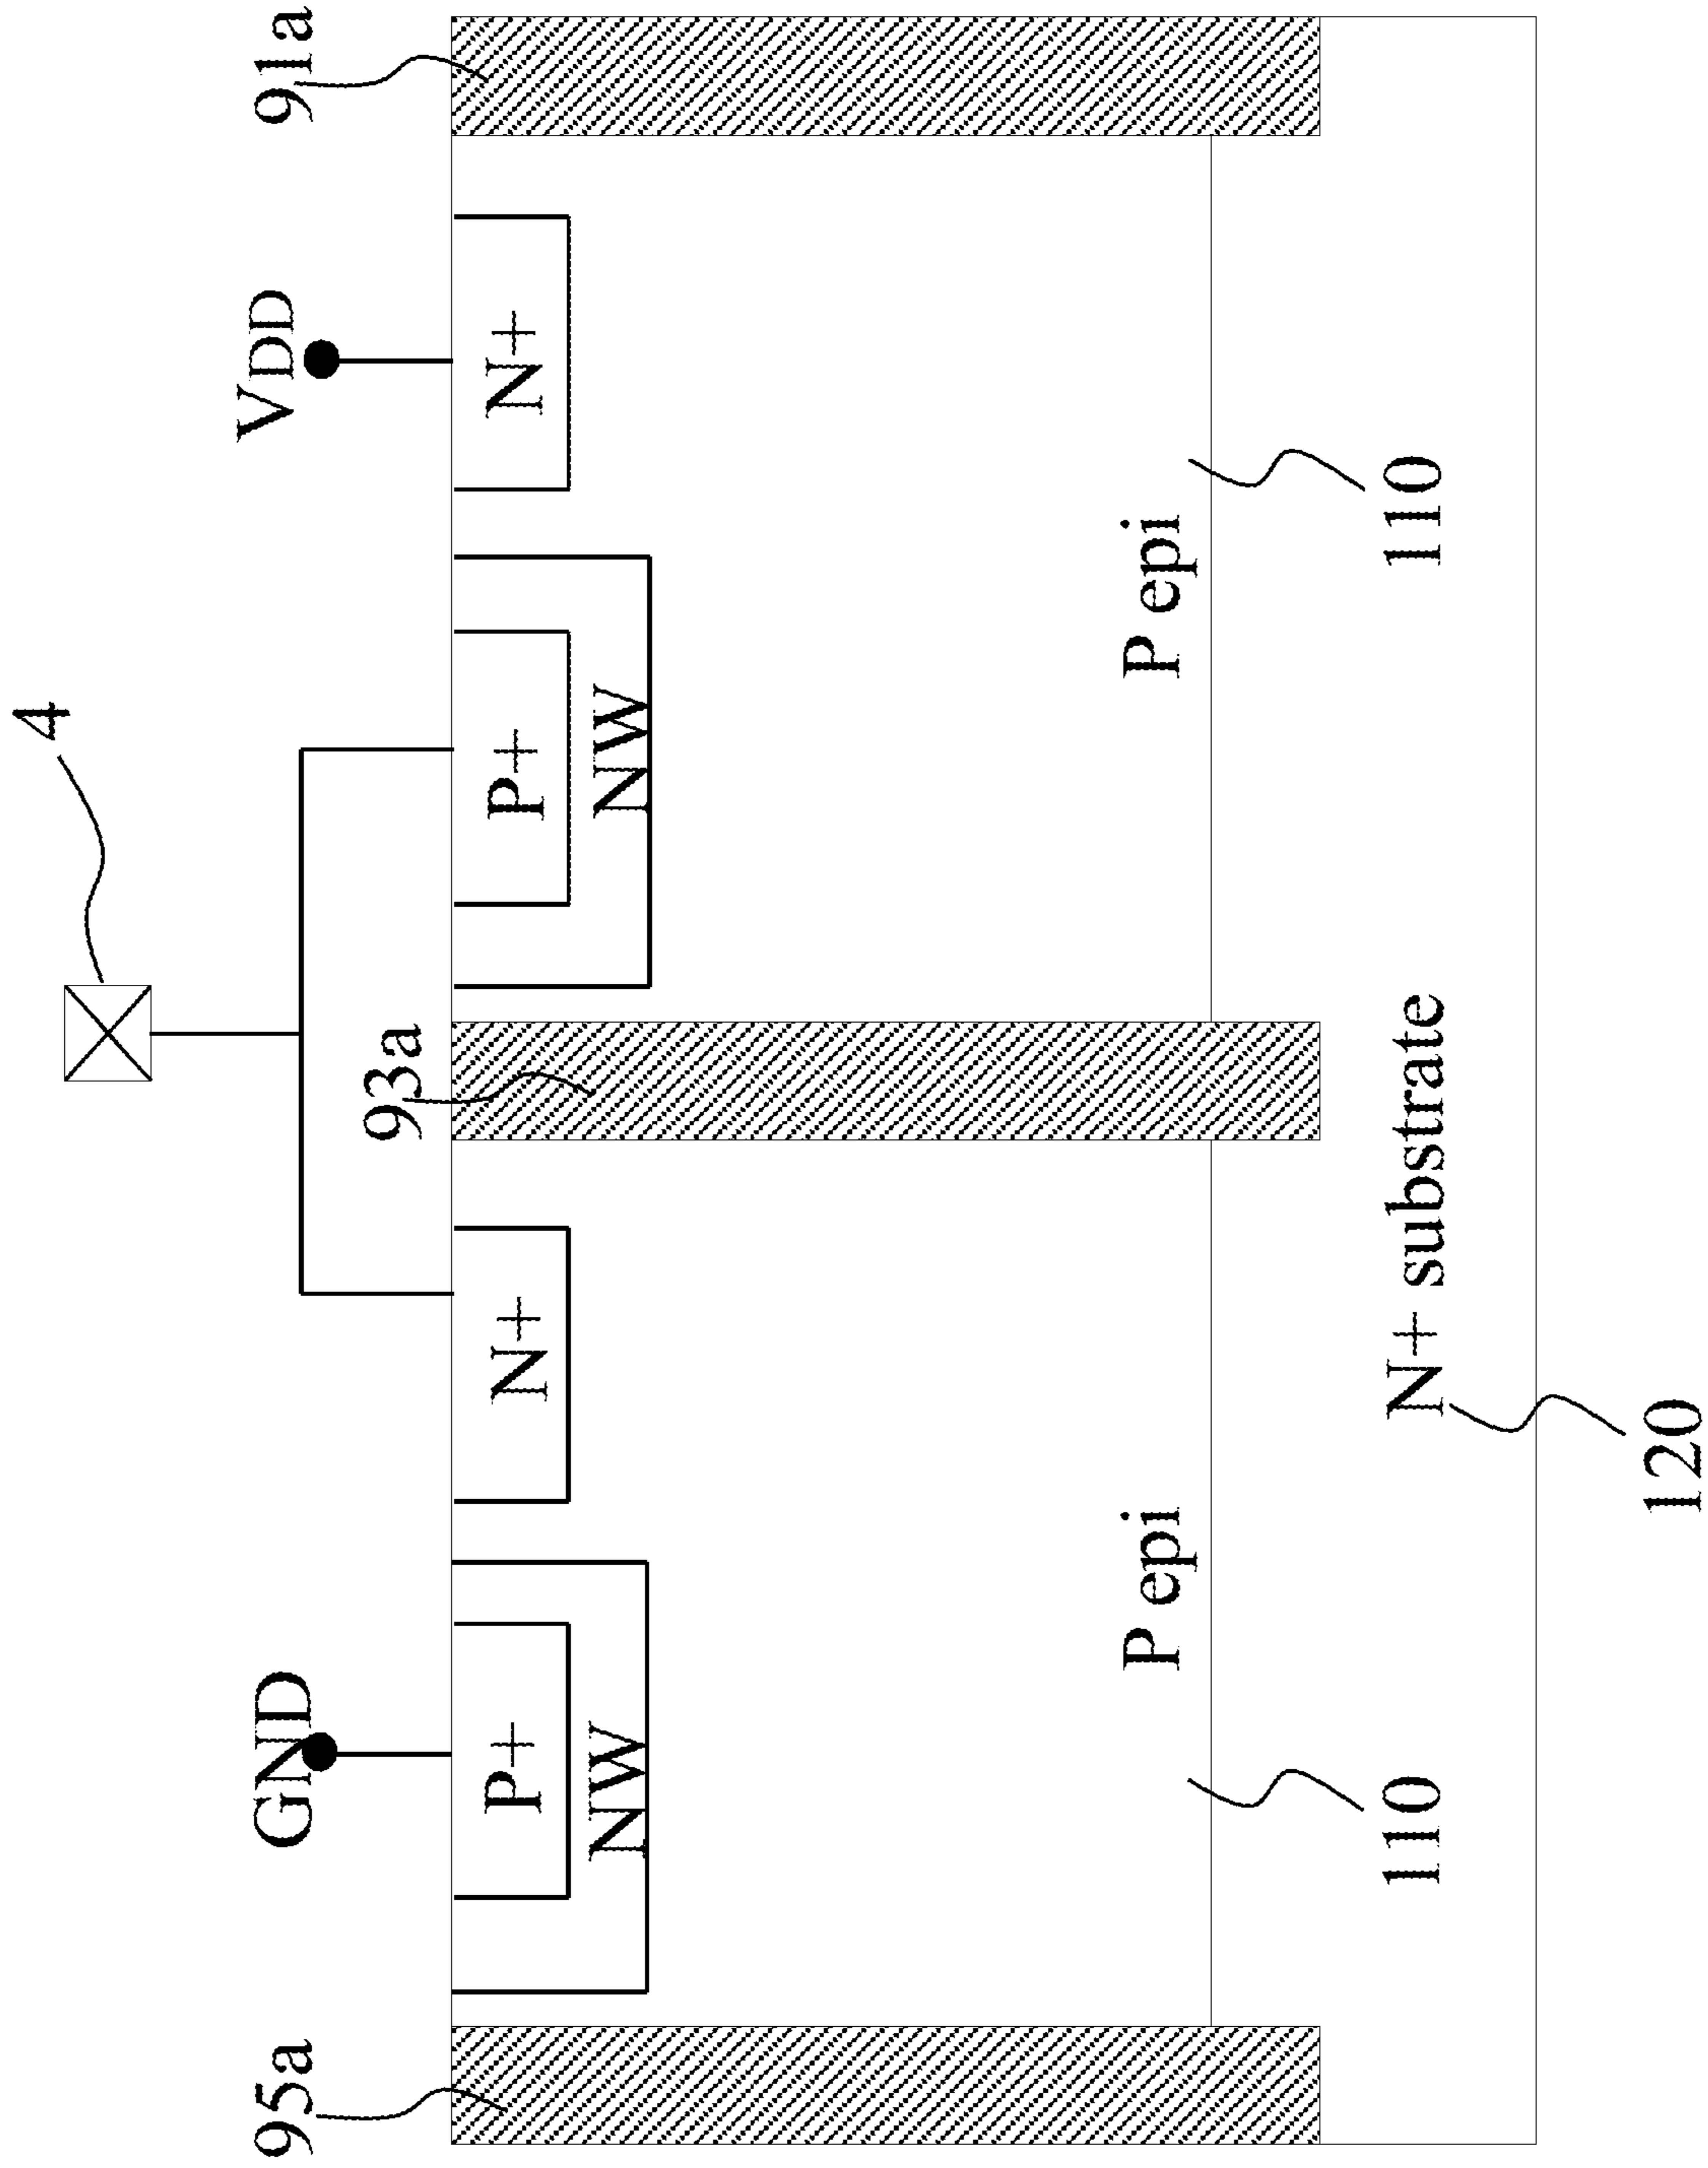 4
95a GND VDD 91a
93a
P+ N+ P+ N+
NW NW
P epi P epi
110 N+ substrate 110
120